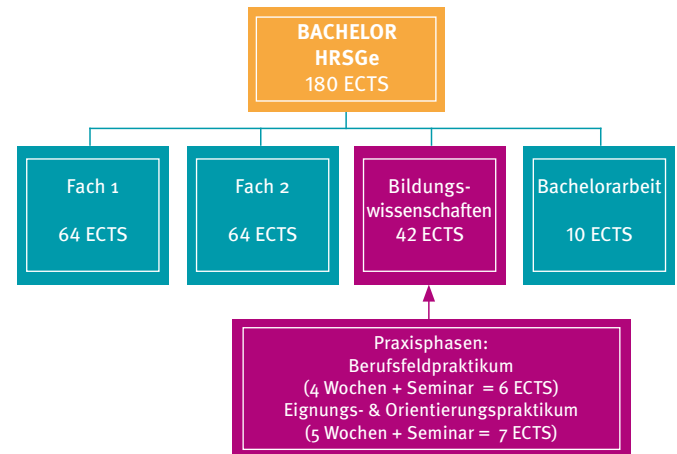 BACHELOR
HRSGe
180 ECTS
Fach 1
64 ECTS
Fach 2
64 ECTS
Bildungs-
wissenschaften
42 ECTS
Bachelorarbeit
10 ECTS
Praxisphasen:
Berufsfeldpraktikum
(4 Wochen + Seminar = 6 ECTS)
Eignungs- & Orientierungspraktikum
(5 Wochen + Seminar = 7 ECTS)